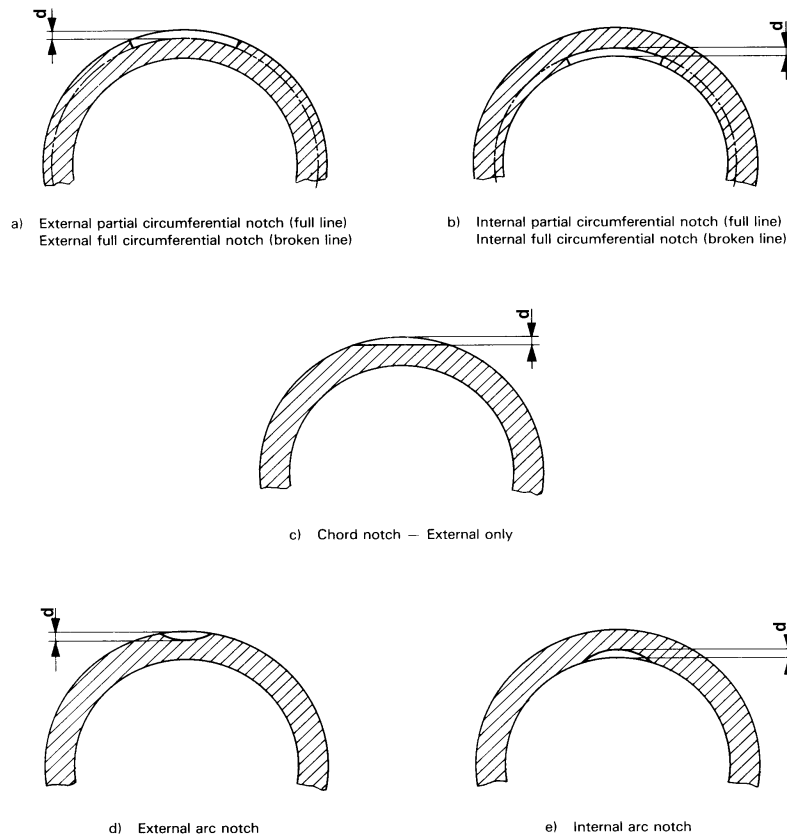 d
d
a) External partial circumferential notch (full line)
External full circumferential notch (broken line)
b) Internal partial circumferential notch (full line)
Internal full circumferential notch (broken line)
d
c) Chord notch — External only
d
d
d) External arc notch
e) Internal arc notch